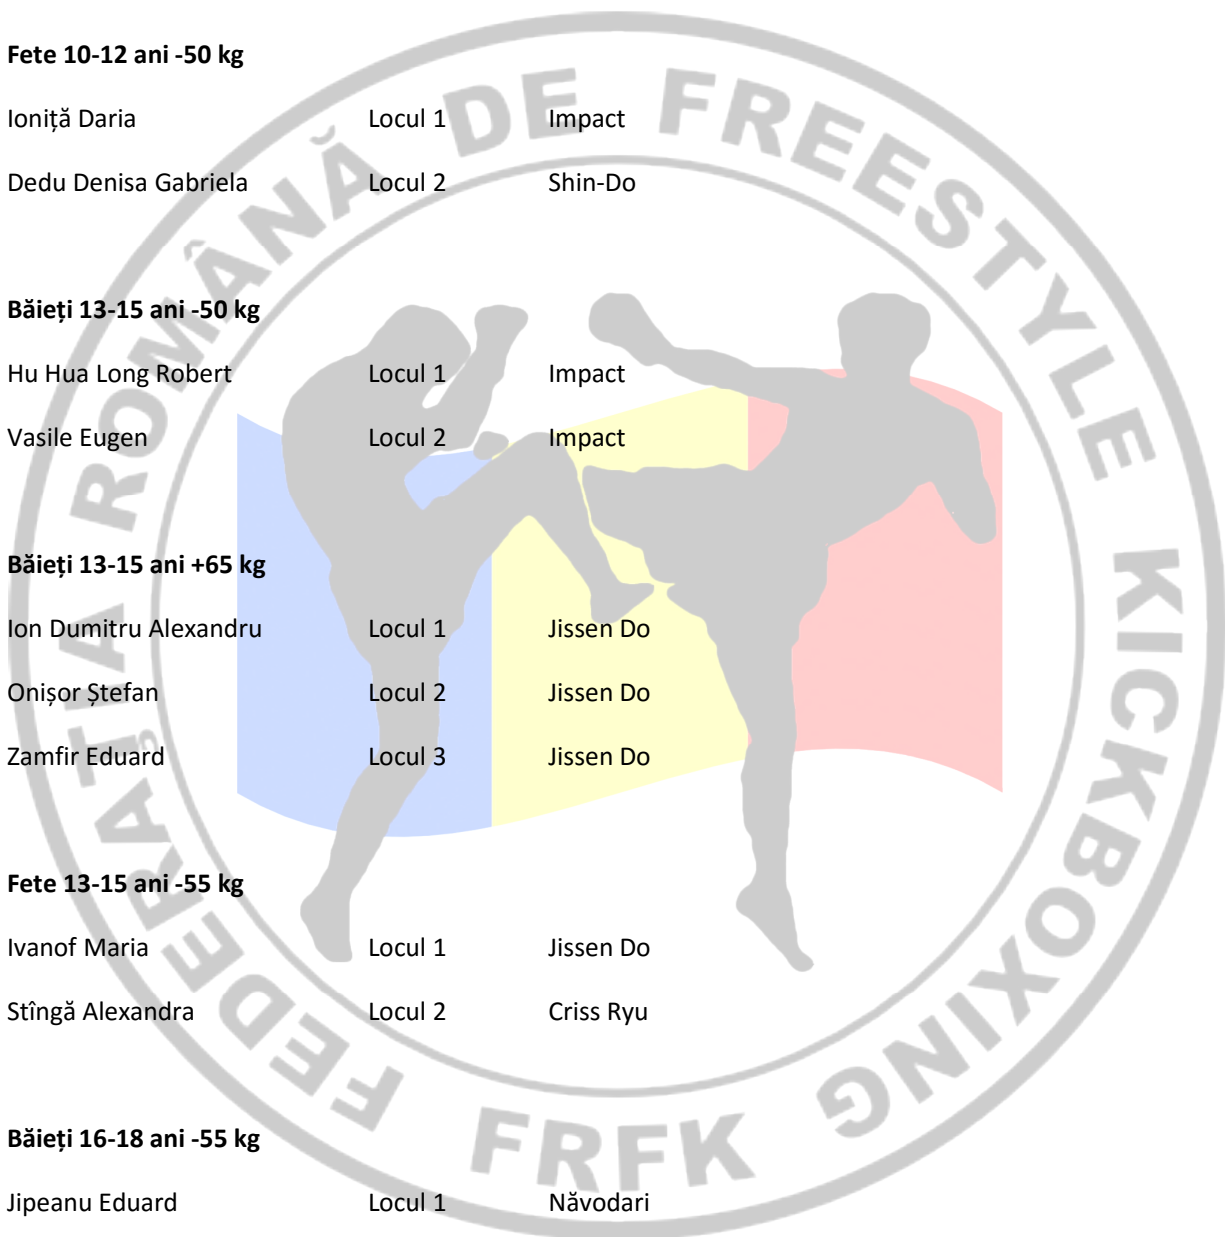 Fete 10-12 ani -50 kg
Ioniță Daria Locul 1 Impact
Dedu Denisa Gabriela Locul 2 Shin-Do
Băieți 13-15 ani -50 kg
Hu Hua Long Robert Locul 1 Impact
Vasile Eugen Locul 2 Impact
Băieți 13-15 ani +65 kg
Ion Dumitru Alexandru Locul 1 Jissen Do
Onișor Ștefan Locul 2 Jissen Do
Zamfir Eduard Locul 3 Jissen Do
Fete 13-15 ani -55 kg
Ivanof Maria Locul 1 Jissen Do
Stîngă Alexandra Locul 2 Criss Ryu
Băieți 16-18 ani -55 kg
Jipeanu Eduard Locul 1 Năvodari
FEDERAȚIA ROMÂNĂ DE FREESTYLE KICKBOXING
FRFK